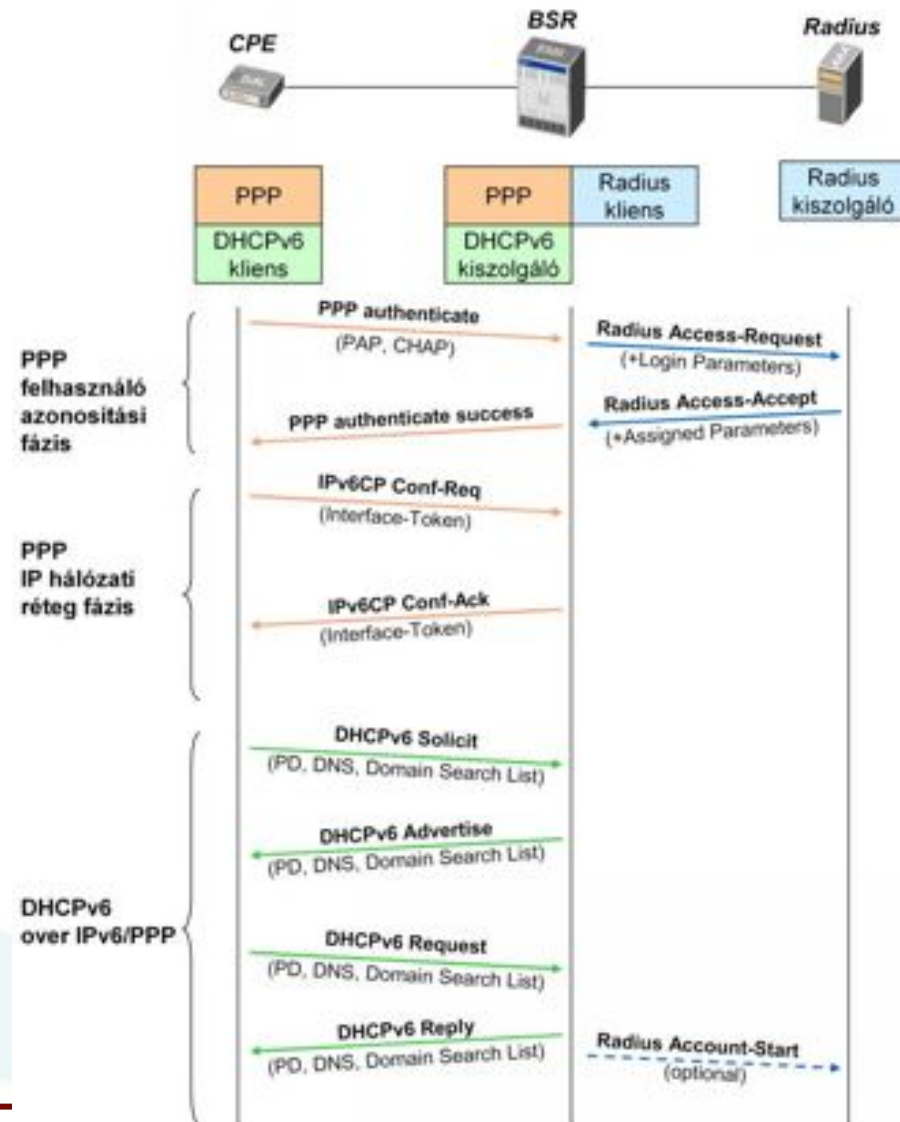 CPE
BSR
Radius
PPP
DHCPv6
kliens
PPP
DHCPv6
kiszolgáló
Radius
kliens
Radius
kiszolgáló
PPP
felhasználó
azonosítási
fázis
PPP authenticate
(PAP, CHAP)
Radius Access-Request
(+Login Parameters)
Radius Access-Accept
(+Assigned Parameters)
PPP authenticate success
PPP
IP hálózati
réteg fázis
IPv6CP Conf-Req
(Interface-Token)
IPv6CP Conf-Ack
(Interface-Token)
DHCPv6
over IPv6/PPP
DHCPv6 Solicit
(PD, DNS, Domain Search List)
DHCPv6 Advertise
(PD, DNS, Domain Search List)
DHCPv6 Request
(PD, DNS, Domain Search List)
DHCPv6 Reply
(PD, DNS, Domain Search List)
Radius Account-Start
(optional)